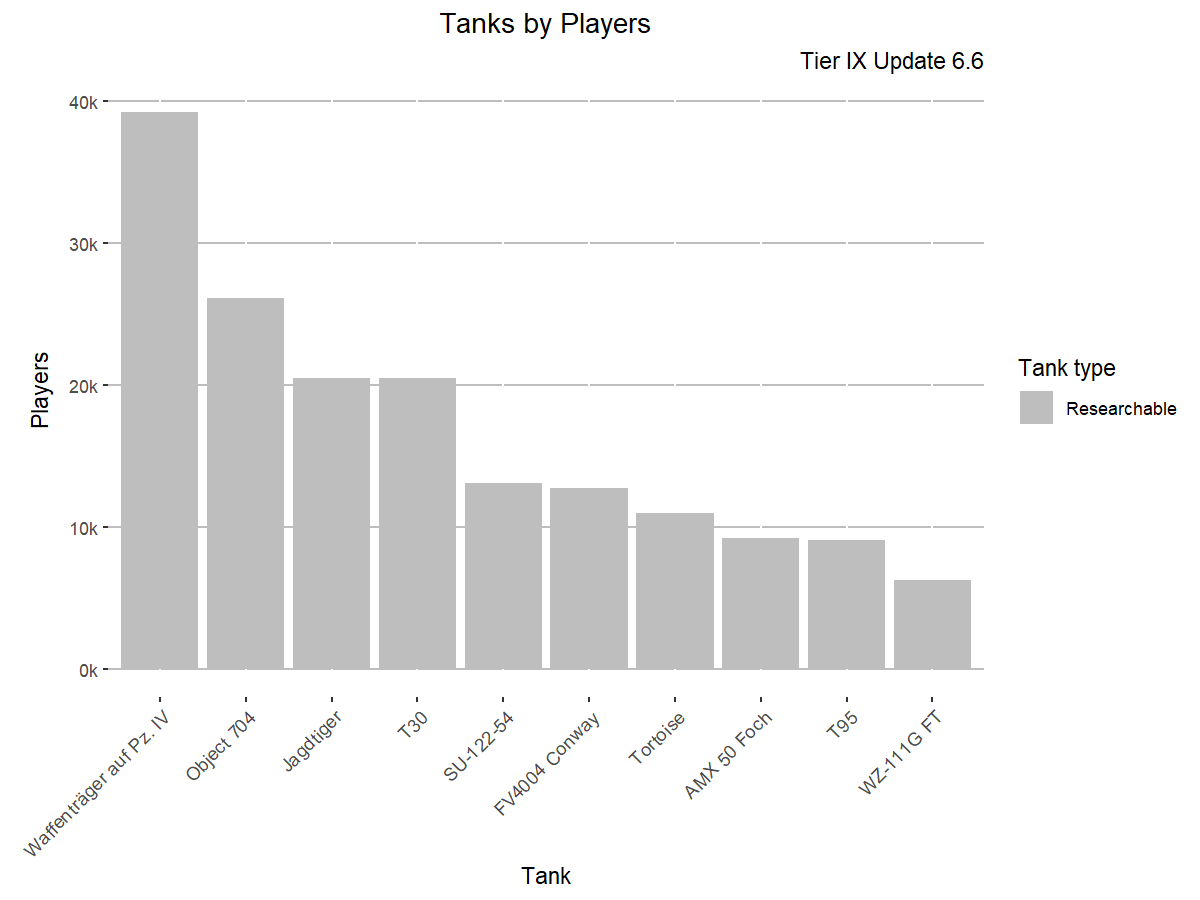 Tanks by Players
Tier IX Update 6.6
40k
30k
20k
10k
0k
Players
Waffenträger auf Pz. IV
Object 704
Jagdtiger
T30
SU-122-54
FV4004 Conway
Tortoise
AMX 50 Foch
T95
WZ-111G FT
Tank
Tank type
Researchable